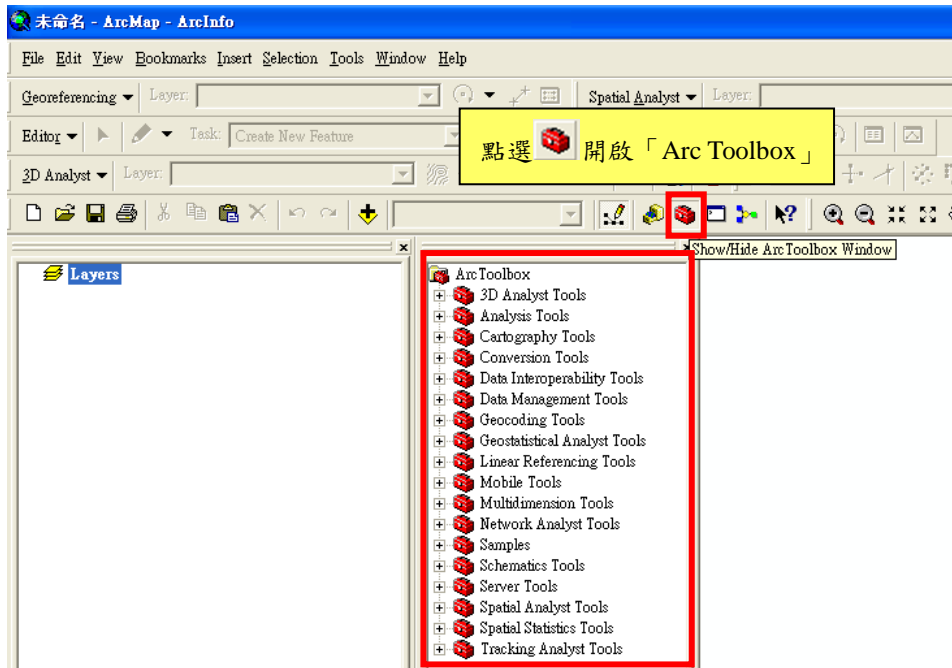 未命名 - ArcMap - ArcInfo
File Edit View Bookmarks Insert Selection Tools Window Help
Georeferencing Layer: Spatial Analyst Layer:
Editor Task: Create New Feature
點選 開啟「Arc Toolbox」
3D Analyst Layer:
Show/Hide ArcToolbox Window
Layers
ArcToolbox
3D Analyst Tools
Analysis Tools
Cartography Tools
Conversion Tools
Data Interoperability Tools
Data Management Tools
Geocoding Tools
Geostatistical Analyst Tools
Linear Referencing Tools
Mobile Tools
Multidimension Tools
Network Analyst Tools
Samples
Schematics Tools
Server Tools
Spatial Analyst Tools
Spatial Statistics Tools
Tracking Analyst Tools